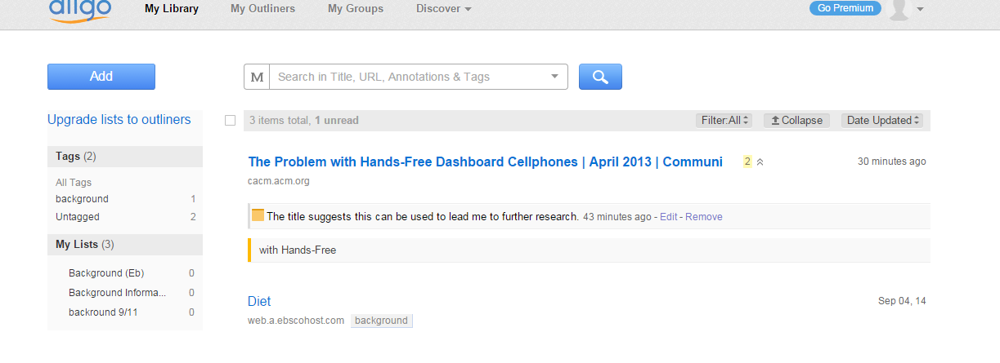 diigo My Library My Outliners My Groups Discover Go Premium
Add M Search in Title, URL, Annotations & Tags
Upgrade lists to outliners
3 items total, 1 unread Filter:All Collapse Date Updated
Tags (2)
All Tags
background 1
Untagged 2
My Lists (3)
Background (Eb) 0
Background Informa... 0
backround 9/11 0
The Problem with Hands-Free Dashboard Cellphones | April 2013 | Communi 2 30 minutes ago
cacm.acm.org
The title suggests this can be used to lead me to further research. 43 minutes ago - Edit - Remove
with Hands-Free
Diet Sep 04, 14
web.a.ebscohost.com background